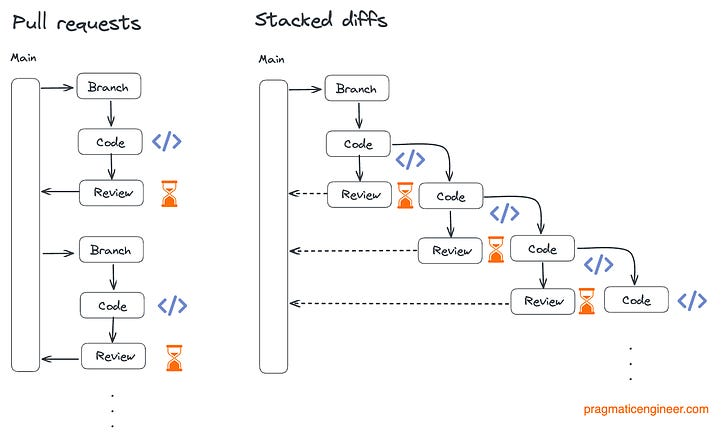 Pull requests
Main
Branch
Code </>
Review
Branch
Code </>
Review
Stacked diffs
Main
Branch
Code
</>
Review
Code
</>
Review
Code
</>
Review
Code </>
pragmaticengineer.com